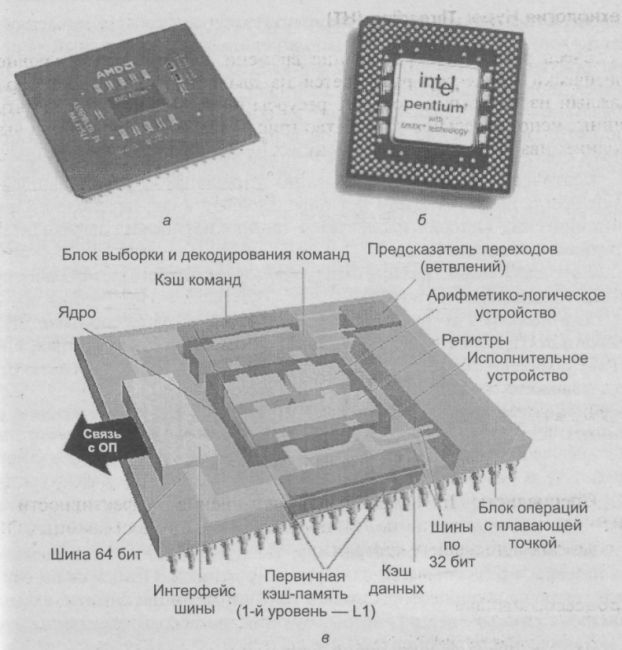 AMD
intel
pentium
with
MMX technology
а
б
Блок выборки и декодирования команд
Предсказатель переходов
(ветвлений)
Кэш команд
Арифметико-логическое
устройство
Ядро
Регистры
Исполнительное
устройство
Связь
с ОП
Блок операций
с плавающей
точкой
Шины
по
32 бит
Шина 64 бит
Кэш
данных
Первичная
кэш-память
(1-й уровень — L1)
Интерфейс
шины
в